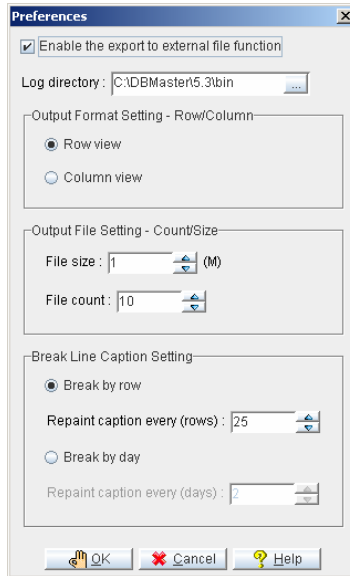 Preferences
Enable the export to external file function
Log directory : C:\DBMaster\5.3\bin ...
Output Format Setting - Row/Column
Row view
Column view
Output File Setting - Count/Size
File size : 1 (M)
File count : 10
Break Line Caption Setting
Break by row
Repaint caption every (rows) : 25
Break by day
Repaint caption every (days) : 2
OK Cancel Help